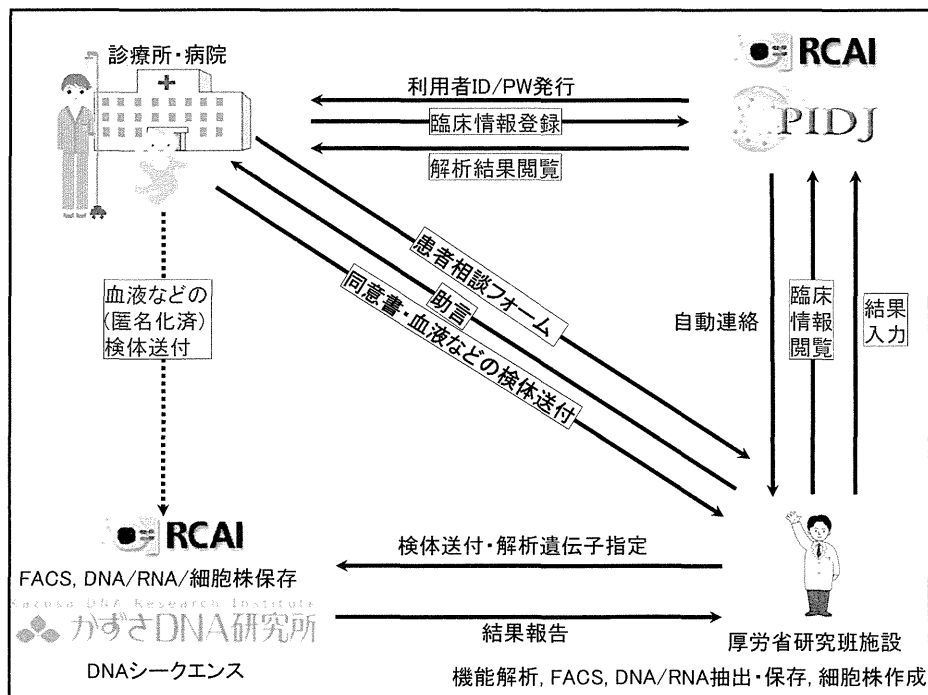 診療所・病院
RCAI
PIDJ
利用者ID/PW発行
臨床情報登録
解析結果閲覧
患者相談フォーム
助言
同意書・血液などの検体送付
血液などの
(匿名化済)
検体送付
自動連絡
臨床
情報
閲覧
結果
入力
RCAI
FACS, DNA/RNA/細胞株保存
Kazusa DNA Research Institute
かずさDNA研究所
DNAシークエンス
検体送付・解析遺伝子指定
結果報告
厚労省研究班施設
機能解析, FACS, DNA/RNA抽出・保存, 細胞株作成